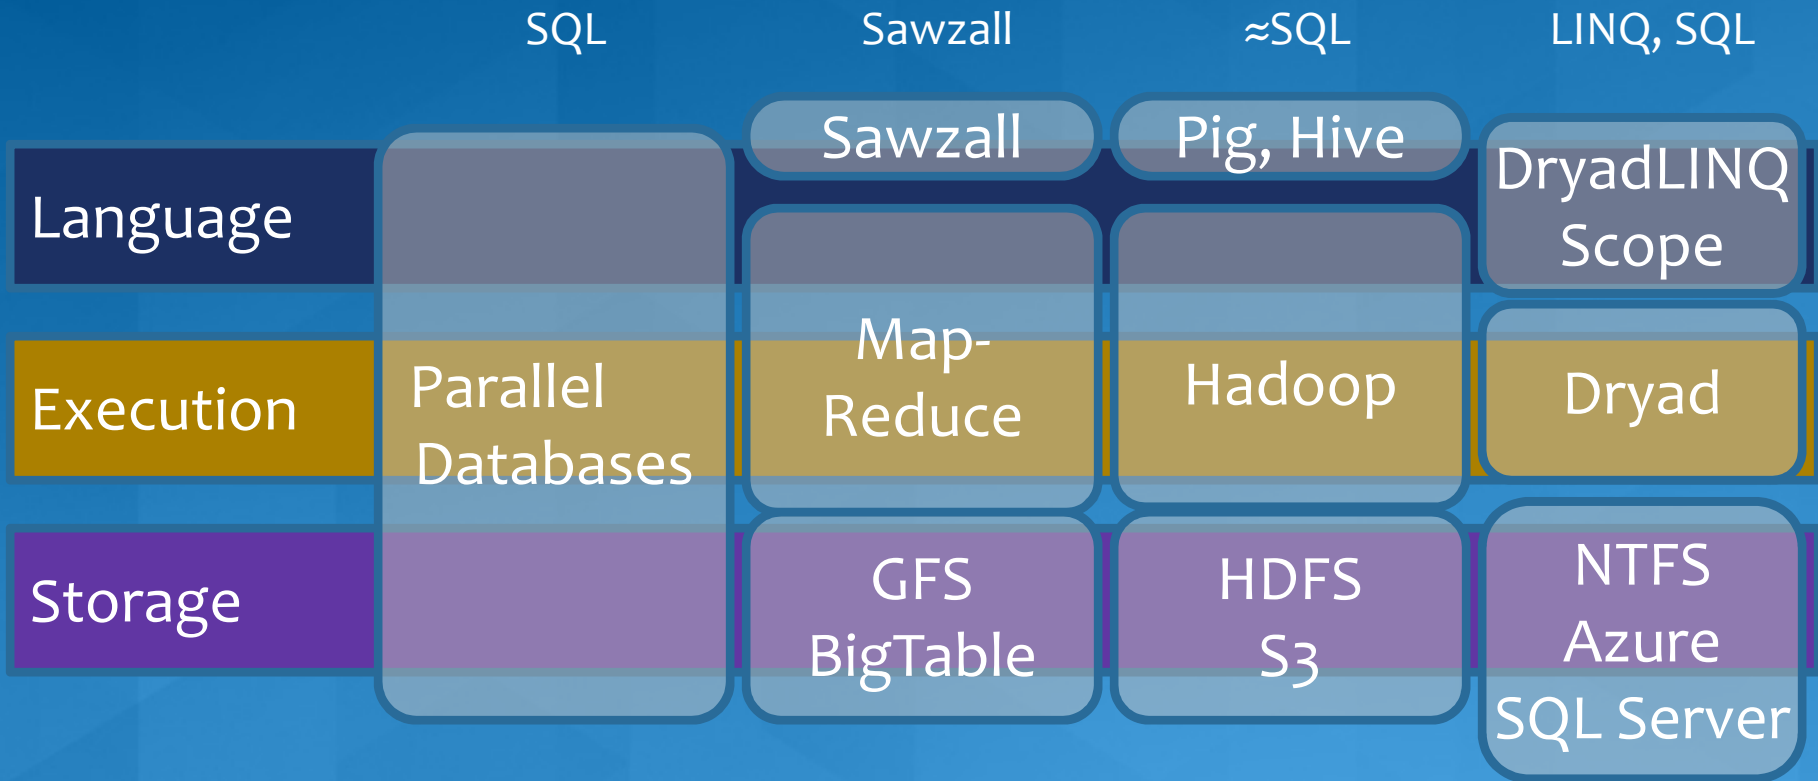 SQL
Sawzall
≈SQL
LINQ, SQL
Language
Execution
Storage
Parallel
Databases
Sawzall
Map-
Reduce
GFS
BigTable
Pig, Hive
Hadoop
HDFS
S3
DryadLINQ
Scope
Dryad
NTFS
Azure
SQL Server